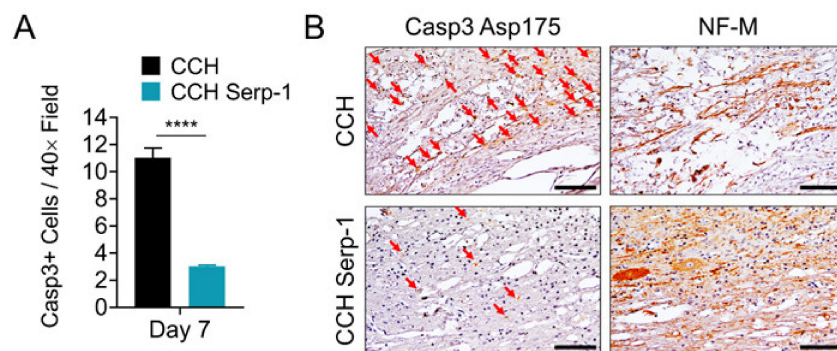 A
CCH
CCH Serp-1
Casp3+ Cells / 40× Field
14
12
10
8
6
4
2
0
****
Day 7
B
Casp3 Asp175
NF-M
CCH
CCH Serp-1